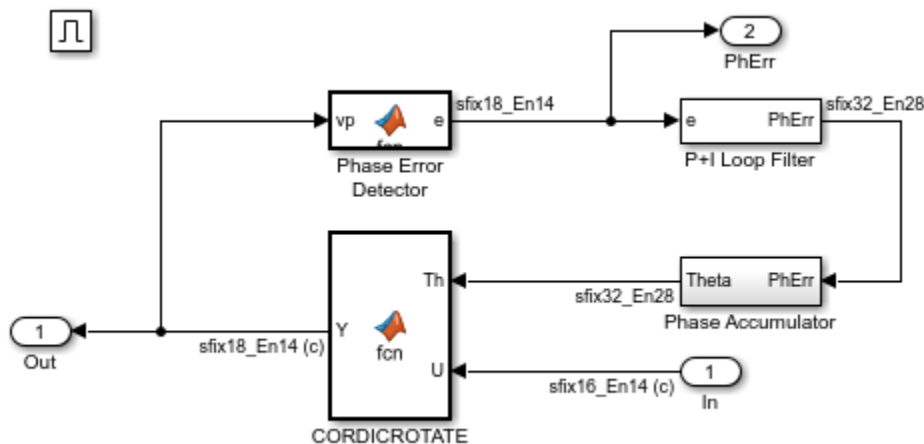 2
PhErr
sfix18_En14
sfix32_En28
vp
e
fcn
Phase Error
Detector
e
PhErr
P+I Loop Filter
Th
sfix32_En28
Theta
PhErr
Phase Accumulator
1
Out
sfix18_En14 (c)
Y
fcn
U
sfix16_En14 (c)
1
In
CORDICROTATE